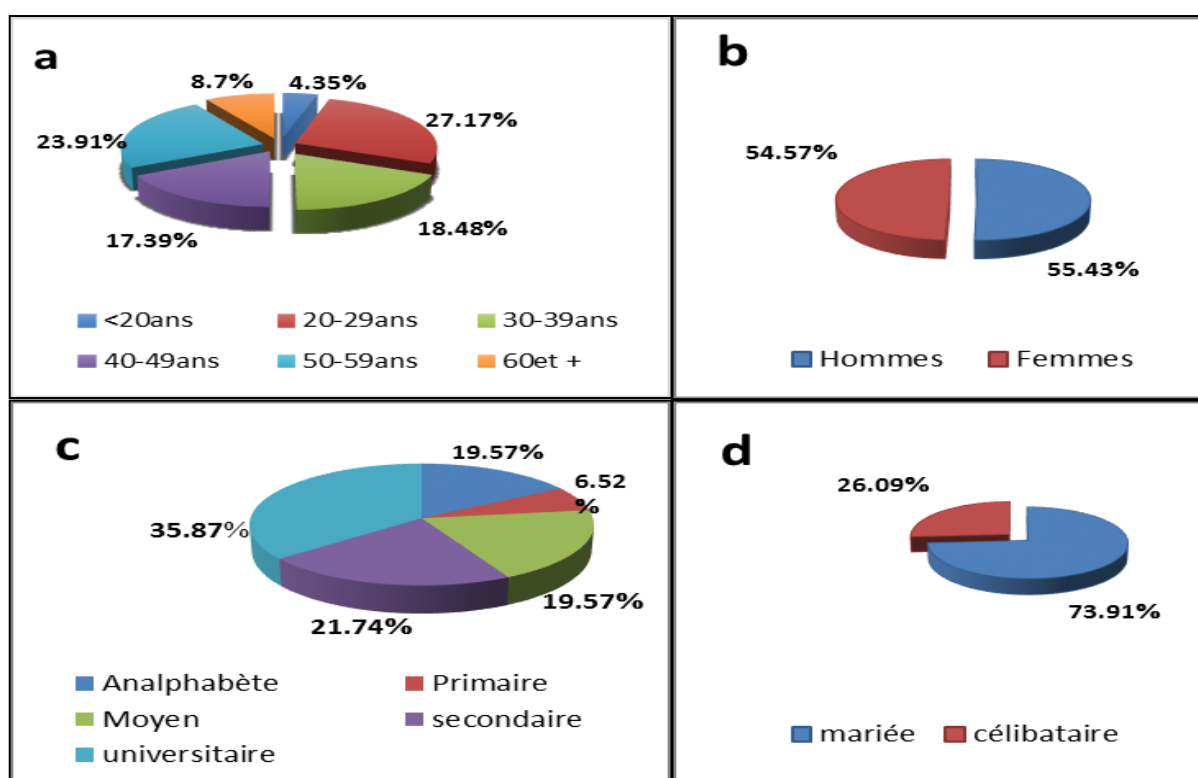 a
8.7% 4.35%
27.17%
23.91%
17.39% 18.48%
<20ans 20-29ans 30-39ans
40-49ans 50-59ans 60et +
b
54.57%
55.43%
Hommes Femmes
c
19.57%
6.52
%
35.87%
19.57%
21.74%
Analphabète Primaire
Moyen secondaire
universitaire
d
26.09%
73.91%
mariée célibataire